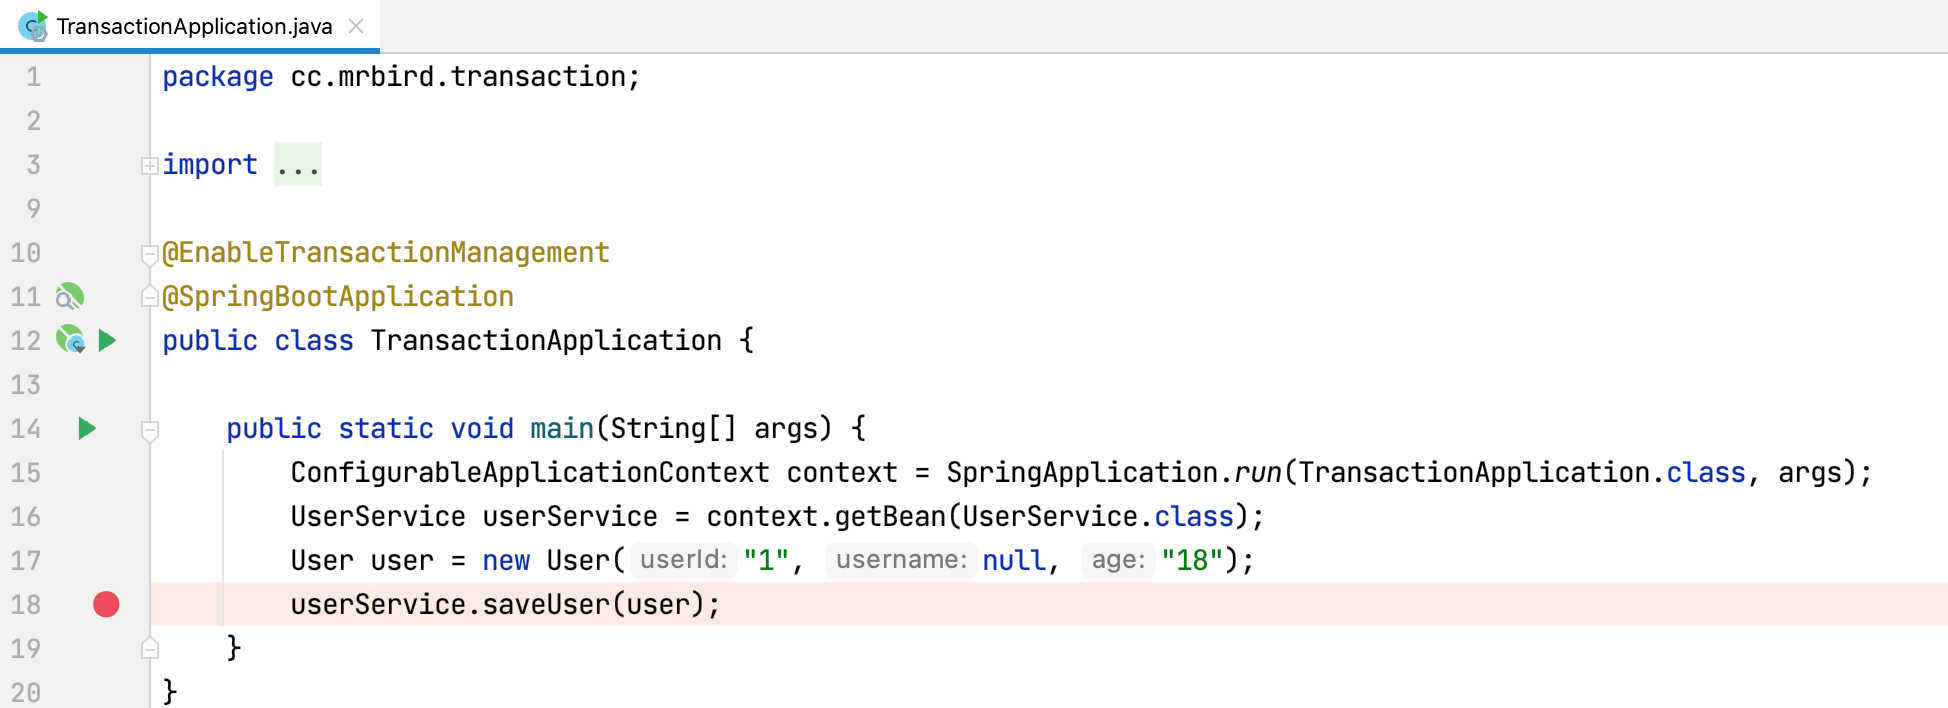 TransactionApplication.java
1 package cc.mrbird.transaction;
2
3 import ...
9
10 @EnableTransactionManagement
11 @SpringBootApplication
12 public class TransactionApplication {
13
14 public static void main(String[] args) {
15 ConfigurableApplicationContext context = SpringApplication.run(TransactionApplication.class, args);
16 UserService userService = context.getBean(UserService.class);
17 User user = new User( userId: "1", username: null, age: "18");
18 userService.saveUser(user);
19 }
20 }